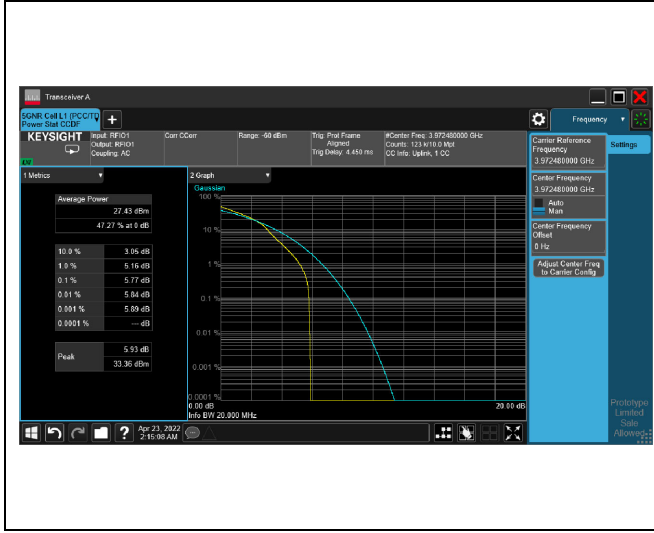 Transceiver A
5GNR Cell L1 (PCC/TD
Power Stat CCDF
Frequency
KEYSIGHT
Input: RFIO1
Output: RFIO1
Coupling: AC
Corr CCorr
Range: -60 dBm
Trig: Prot Frame
Aligned
Trig Delay: 4.450 ms
#Center Freq: 3.972480000 GHz
Counts: 123 k/10.0 Mpt
CC Info: Uplink, 1 CC
Carrier Reference
Frequency
3.972480000 GHz
Settings
1 Metrics
2 Graph
Center Frequency
3.972480000 GHz
Auto
Man
Center Frequency
Offset
0 Hz
Adjust Center Freq
to Carrier Config
Average Power
27.43 dBm
47.27 % at 0 dB
10.0 % 3.05 dB
1.0 % 5.16 dB
0.1 % 5.77 dB
0.01 % 5.84 dB
0.001 % 5.89 dB
0.0001 % --- dB
Peak 5.93 dB
33.36 dBm
Gaussian
100 %
10 %
1 %
0.1 %
0.01 %
0.001 %
0.0001 %
0.00 dB
20.00 dB
Info BW 20.000 MHz
Prototype
Limited
Sale
Allowed
?
Apr 23, 2022
2:15:08 AM